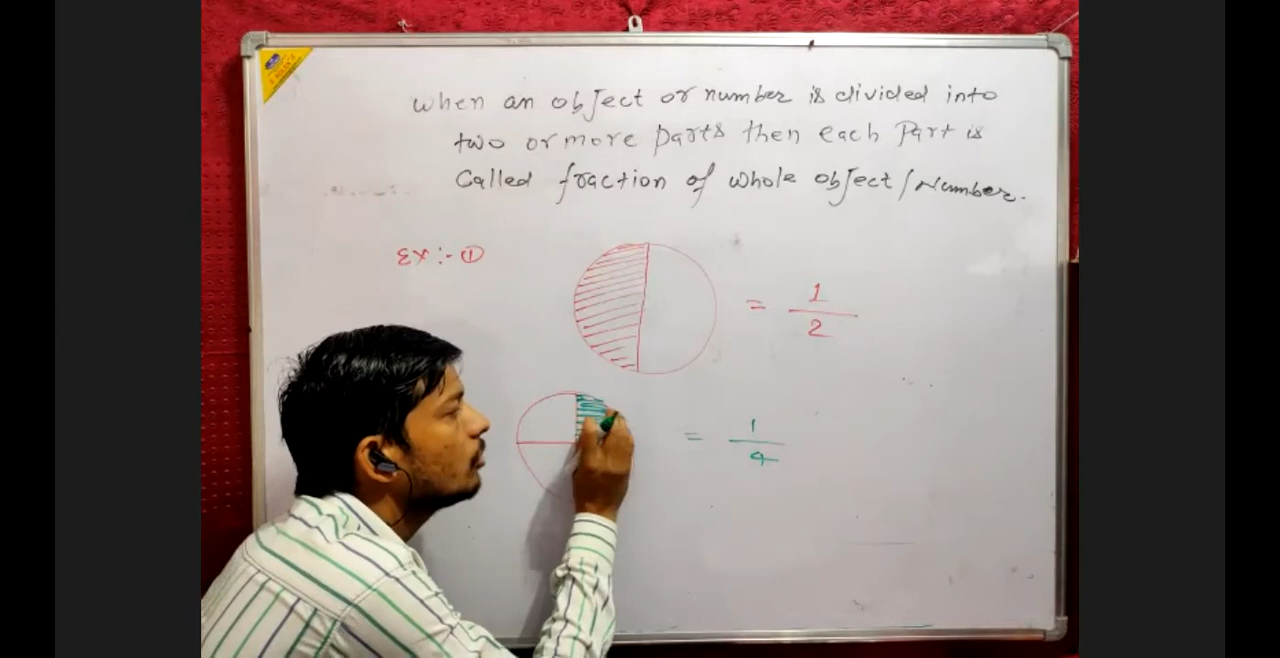 When an object or number is divided into
two or more parts then each Part is
Called fraction of whole object/Number.
Ex :- ①
= 1/2
= 1/4